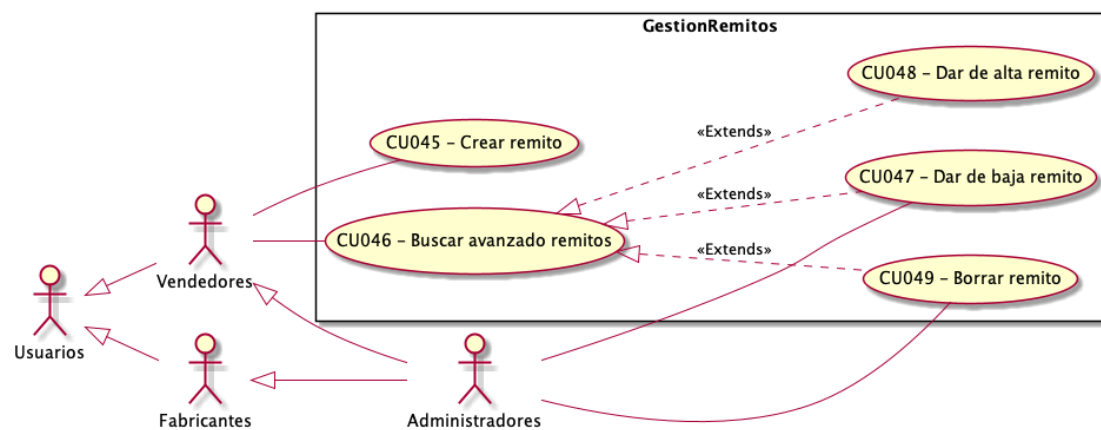 GestionRemitos
CU048 – Dar de alta remito
«Extends»
CU045 – Crear remito
CU047 – Dar de baja remito
«Extends»
CU046 – Buscar avanzado remitos
«Extends»
CU049 – Borrar remito
Vendedores
Usuarios
Fabricantes
Administradores